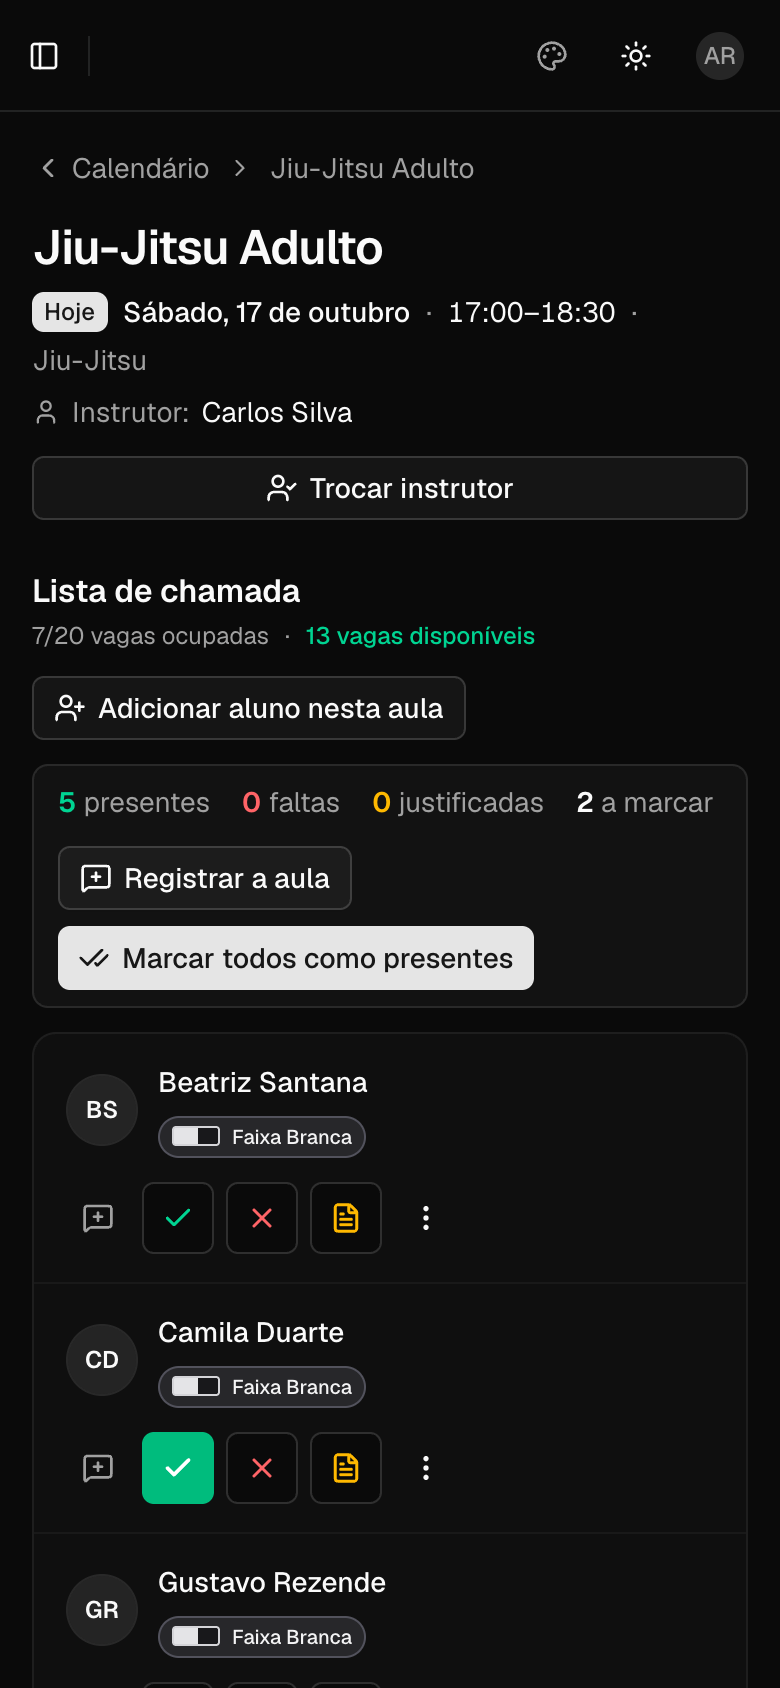 AR
Calendário > Jiu-Jitsu Adulto
Jiu-Jitsu Adulto
Hoje Sábado, 17 de outubro · 17:00–18:30 ·
Jiu-Jitsu
Instrutor: Carlos Silva
Trocar instrutor
Lista de chamada
7/20 vagas ocupadas · 13 vagas disponíveis
Adicionar aluno nesta aula
5 presentes 0 faltas 0 justificadas 2 a marcar
Registrar a aula
Marcar todos como presentes
BS Beatriz Santana
Faixa Branca
CD Camila Duarte
Faixa Branca
GR Gustavo Rezende
Faixa Branca